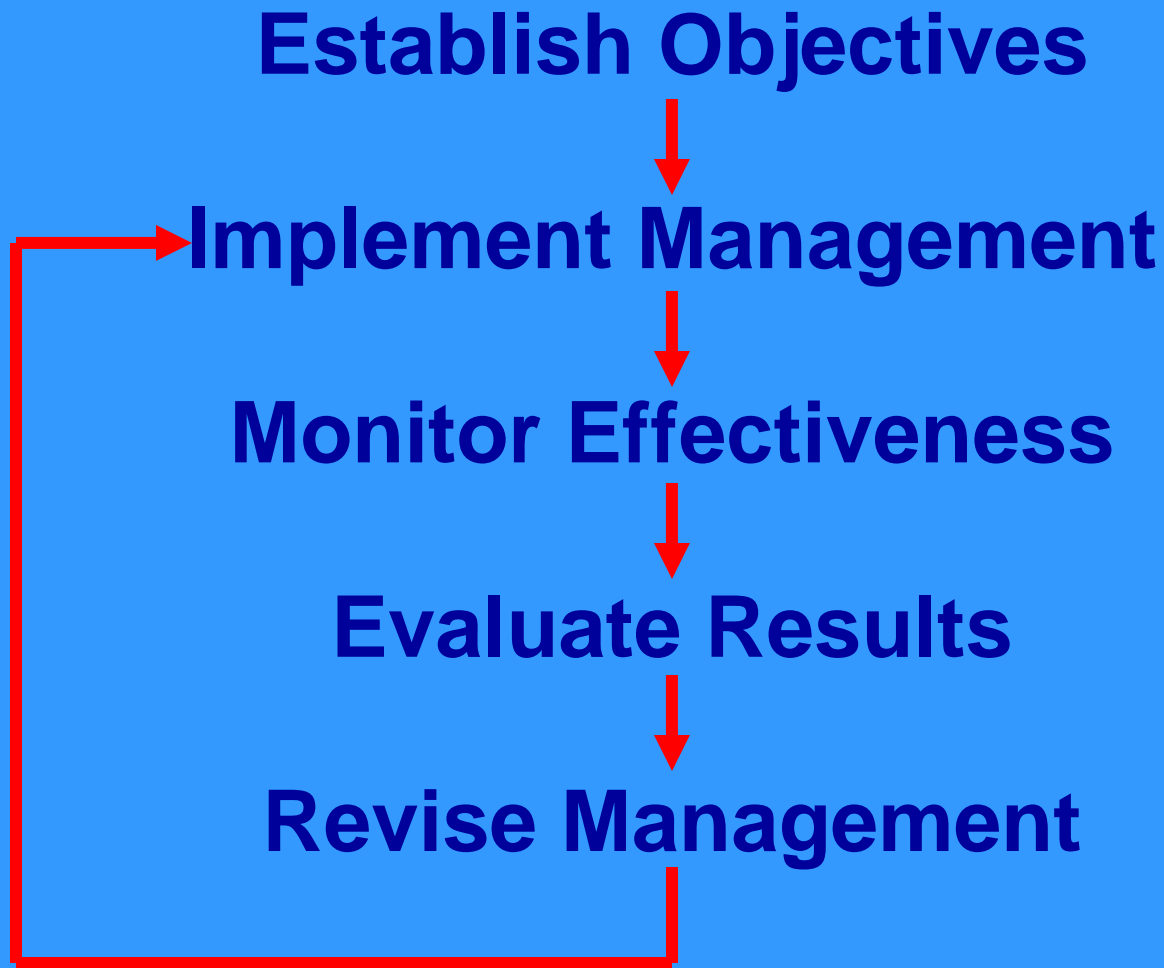 Establish Objectives
Implement Management
Monitor Effectiveness
Evaluate Results
Revise Management